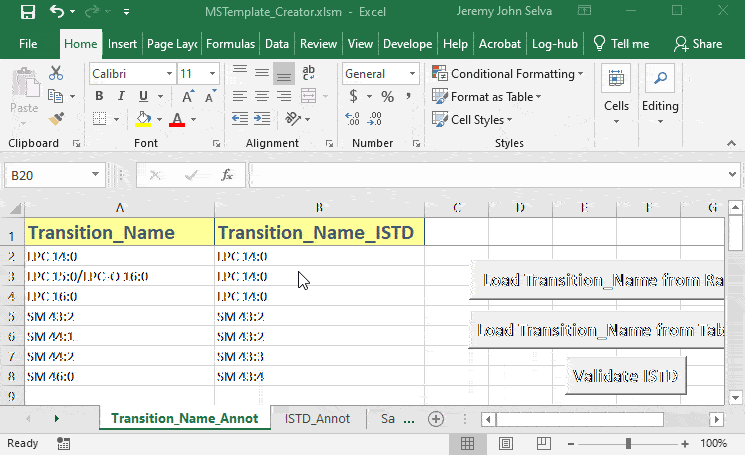 MSTemplate_Creator.xlsm - Excel
Jeremy John Selva
File Home Insert Page Layo Formulas Data Review View Develope Help Acrobat Log-hub Tell me Share
Paste
Calibri 11
B I U A A
A
ab
General
$ % ,
Conditional Formatting
Format as Table
Cell Styles
Cells
Editing
Clipboard Font Alignment Number Styles
B20
fx
A B C D E F G
1 Transition_Name Transition_Name_ISTD
2 LPC 14:0 LPC 14:0
3 LPC 15:0/LPC-O 16:0 LPC 14:0
4 LPC 16:0 LPC 14:0
5 SM 43:2 SM 43:2
6 SM 44:1 SM 43:2
7 SM 44:2 SM 43:3
8 SM 46:0 SM 43:4
9
Load Transition_Name from Ra
Load Transition_Name from Tab
Validate ISTD
Transition_Name_Annot ISTD_Annot Sa ...
Ready
100%